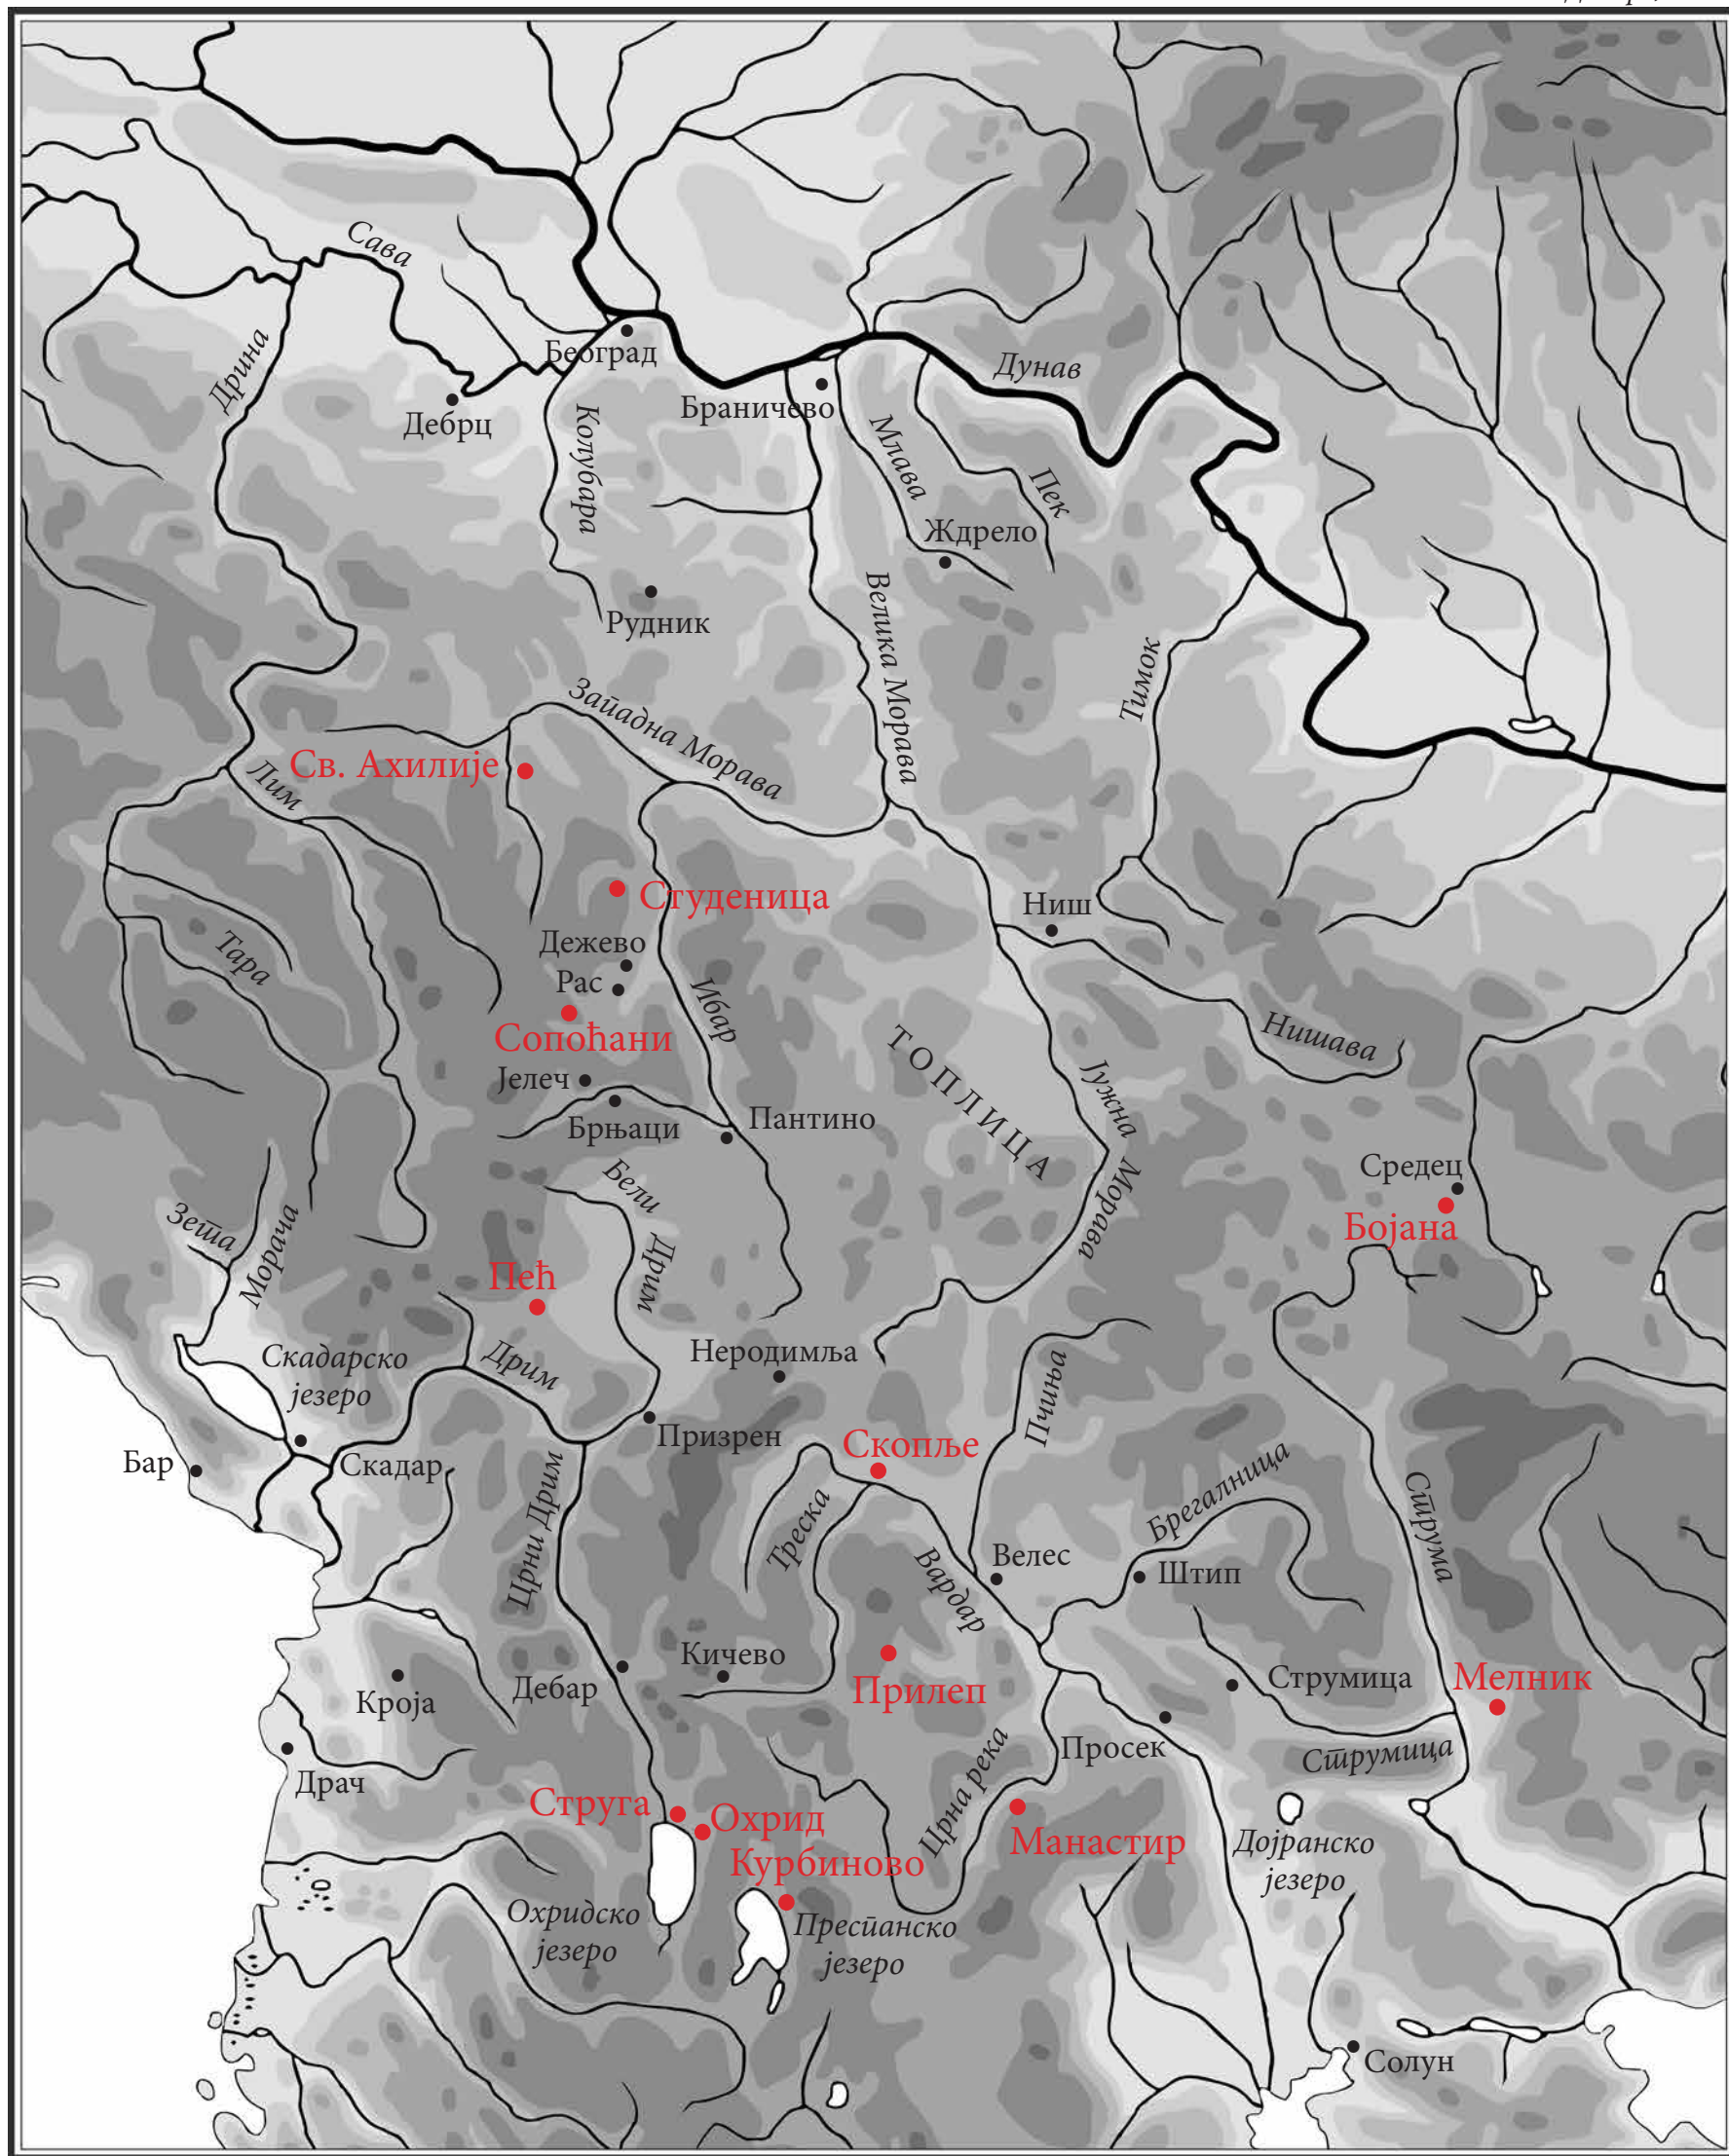 Сава
Дрина
Београд
Дебрц
Колубара
Браничево
Дунав
Млава
Пек
Ждрело
Рудник
Велика Морава
Тимок
Западна Морава
Св. Ахилије
Лим
Студеница
Ниш
Дежево
Рас
Тара
Ибар
Сопоћани
ТОПЛИЦА
Нишава
Јелеч
Брњаци
Пантино
Јужна
Морава
Бели
Дрим
Средец
Бојана
Зета
Морача
Пећ
Скадарско
језеро
Дрим
Неродимља
Пчиња
Призрен
Скопље
Бар
Скадар
Црни Дрим
Треска
Вардар
Велес
Брегалница
Штип
Струма
Кичево
Прилеп
Кроја
Дебар
Струмица
Мелник
Драч
Просек
Струмица
Црна река
Струга
Охрид
Курбиново
Манастир
Дојранско
језеро
Охридско
језеро
Преспанско
језеро
Солун